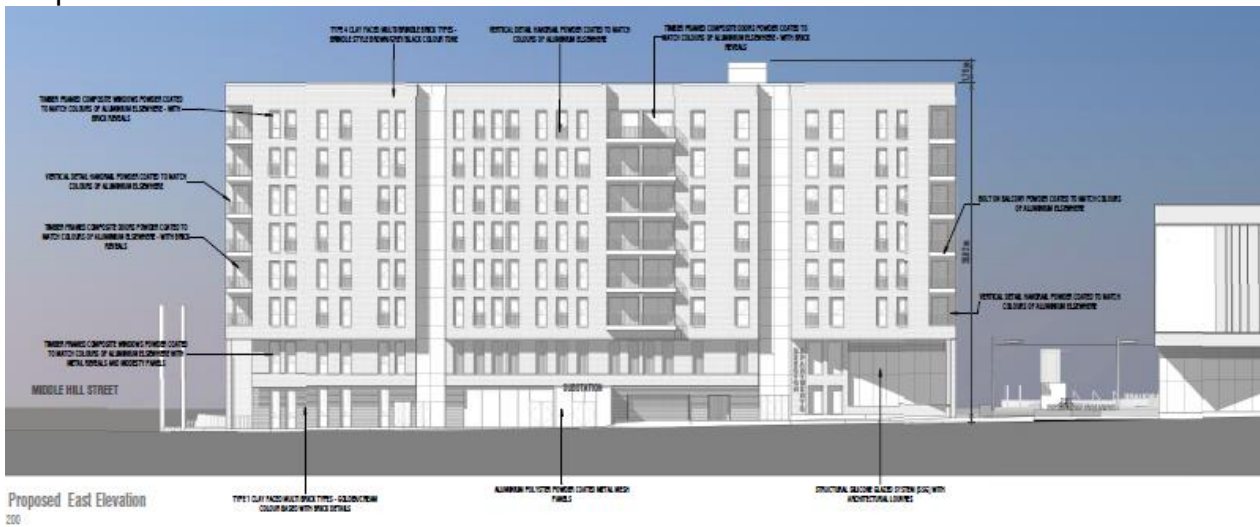 TYPE 4 CLAY FACED MULTI BRINDLE BRICK TYPES -
BRINDLE STYLE BROWN/GREY/BLACK COLOUR TONE
VERTICAL DETAIL HANDRAIL POWDER COATED TO MATCH
COLOURS OF ALUMINIUM ELSEWHERE
TIMBER FRAMED COMPOSITE DOORS POWDER COATED TO
MATCH COLOURS OF ALUMINIUM ELSEWHERE - WITH BRICK
REVEALS
TIMBER FRAMED COMPOSITE WINDOWS POWDER COATED
TO MATCH COLOURS OF ALUMINIUM ELSEWHERE - WITH
BRICK REVEALS
VERTICAL DETAIL HANDRAIL POWDER COATED TO MATCH
COLOURS OF ALUMINIUM ELSEWHERE
TIMBER FRAMED COMPOSITE DOORS POWDER COATED TO
MATCH COLOURS OF ALUMINIUM ELSEWHERE - WITH BRICK
REVEALS
BOLT ON BALCONY POWDER COATED TO MATCH COLOURS
OF ALUMINIUM ELSEWHERE
VERTICAL DETAIL HANDRAIL POWDER COATED TO MATCH
COLOURS OF ALUMINIUM ELSEWHERE
TIMBER FRAMED COMPOSITE WINDOWS POWDER COATED
TO MATCH COLOURS OF ALUMINIUM ELSEWHERE WITH
METAL REVEALS AND MODESTY PANELS
MIDDLE HILL STREET
SUBSTATION
Proposed East Elevation
200
TYPE 1 CLAY FACED MULTI BRICK TYPES - GOLDEN/CREAM
COLOUR BASED WITH BRICK DETAILS
ALUMINIUM POLYSTER POWDER COATED METAL MESH
PANELS
STRUCTURAL SILICONE GLAZED SYSTEM (SSG) WITH
ARCHITECTURAL LOUVRES